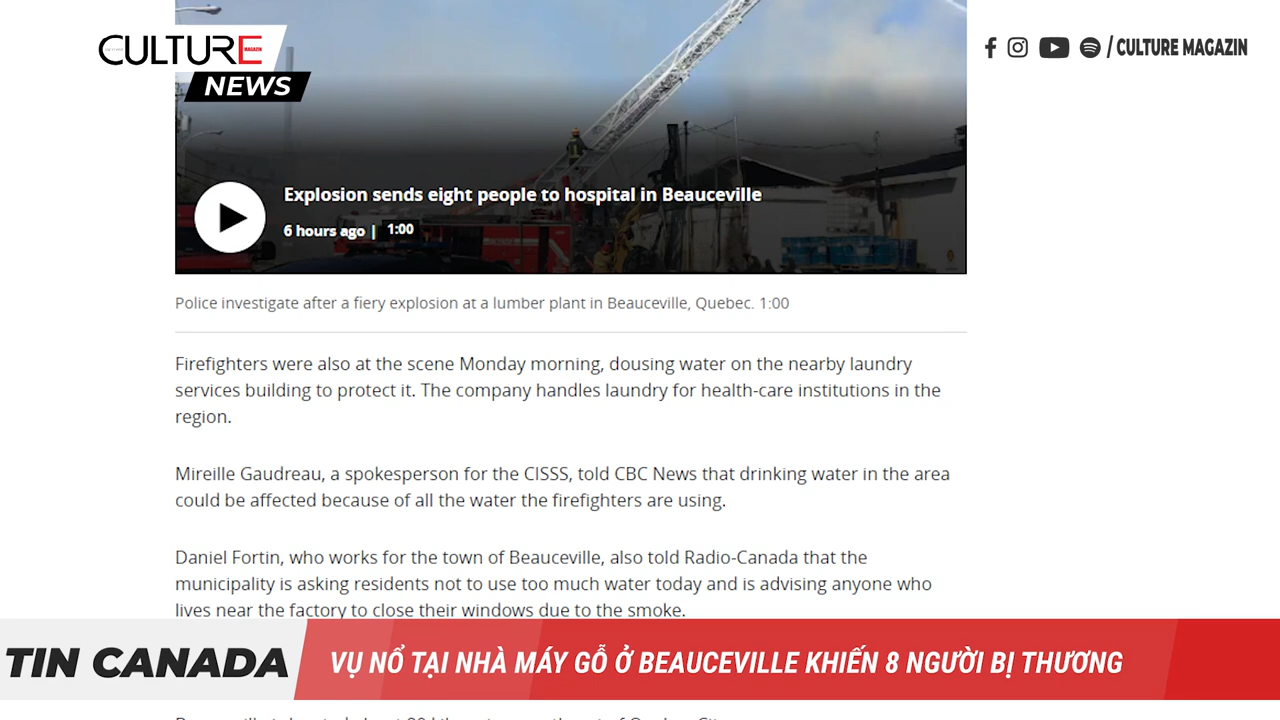 CULTURE
MAGAZIN
NEWS
/ CULTURE MAGAZIN
Explosion sends eight people to hospital in Beauceville
6 hours ago | 1:00
Police investigate after a fiery explosion at a lumber plant in Beauceville, Quebec. 1:00
Firefighters were also at the scene Monday morning, dousing water on the nearby laundry
services building to protect it. The company handles laundry for health-care institutions in the
region.
Mireille Gaudreau, a spokesperson for the CISSS, told CBC News that drinking water in the area
could be affected because of all the water the firefighters are using.
Daniel Fortin, who works for the town of Beauceville, also told Radio-Canada that the
municipality is asking residents not to use too much water today and is advising anyone who
lives near the factory to close their windows due to the smoke.
TIN CANADA
VỤ NỔ TẠI NHÀ MÁY GỖ Ở BEAUCEVILLE KHIẾN 8 NGƯỜI BỊ THƯƠNG